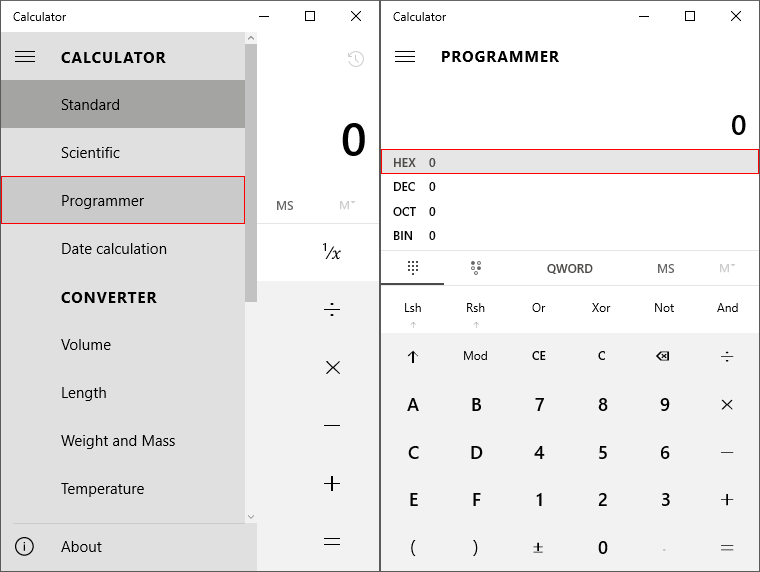 Calculator
CALCULATOR
Standard
Scientific
Programmer
Date calculation
CONVERTER
Volume
Length
Weight and Mass
Temperature
About
0
MS M˅
¹/x
÷
×
−
+
=
Calculator
PROGRAMMER
0
HEX 0
DEC 0
OCT 0
BIN 0
QWORD MS M˅
Lsh Rsh Or Xor Not And
↑ ↑
↑ Mod CE C ⌫ ÷
A B 7 8 9 ×
C D 4 5 6 −
E F 1 2 3 +
( ) ± 0 . =